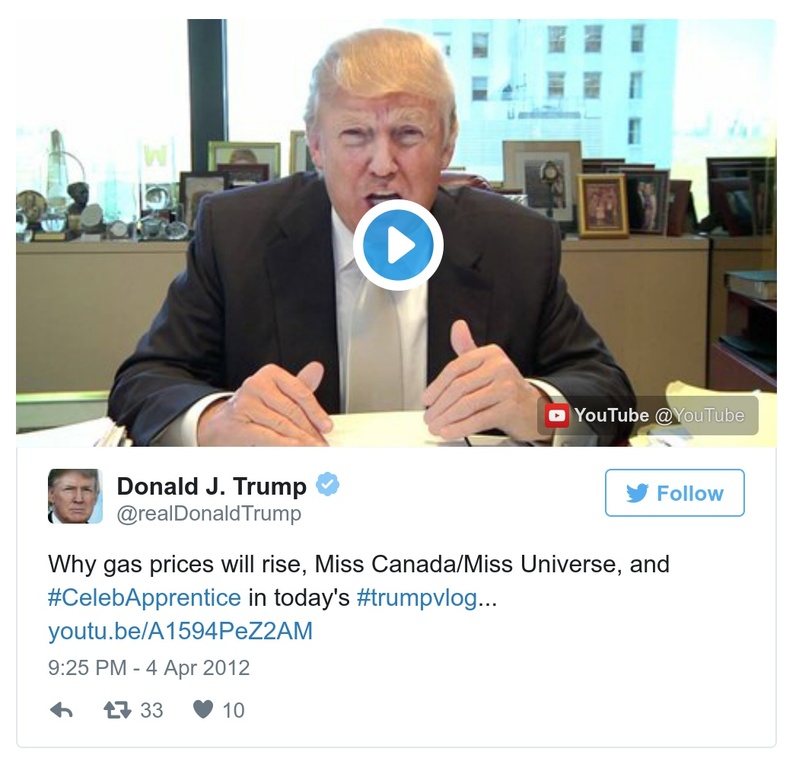 YouTube @YouTube
Donald J. Trump
@realDonaldTrump
Follow
Why gas prices will rise, Miss Canada/Miss Universe, and
#CelebApprentice in today's #trumpvlog...
youtu.be/A1594PeZ2AM
9:25 PM - 4 Apr 2012
33 10